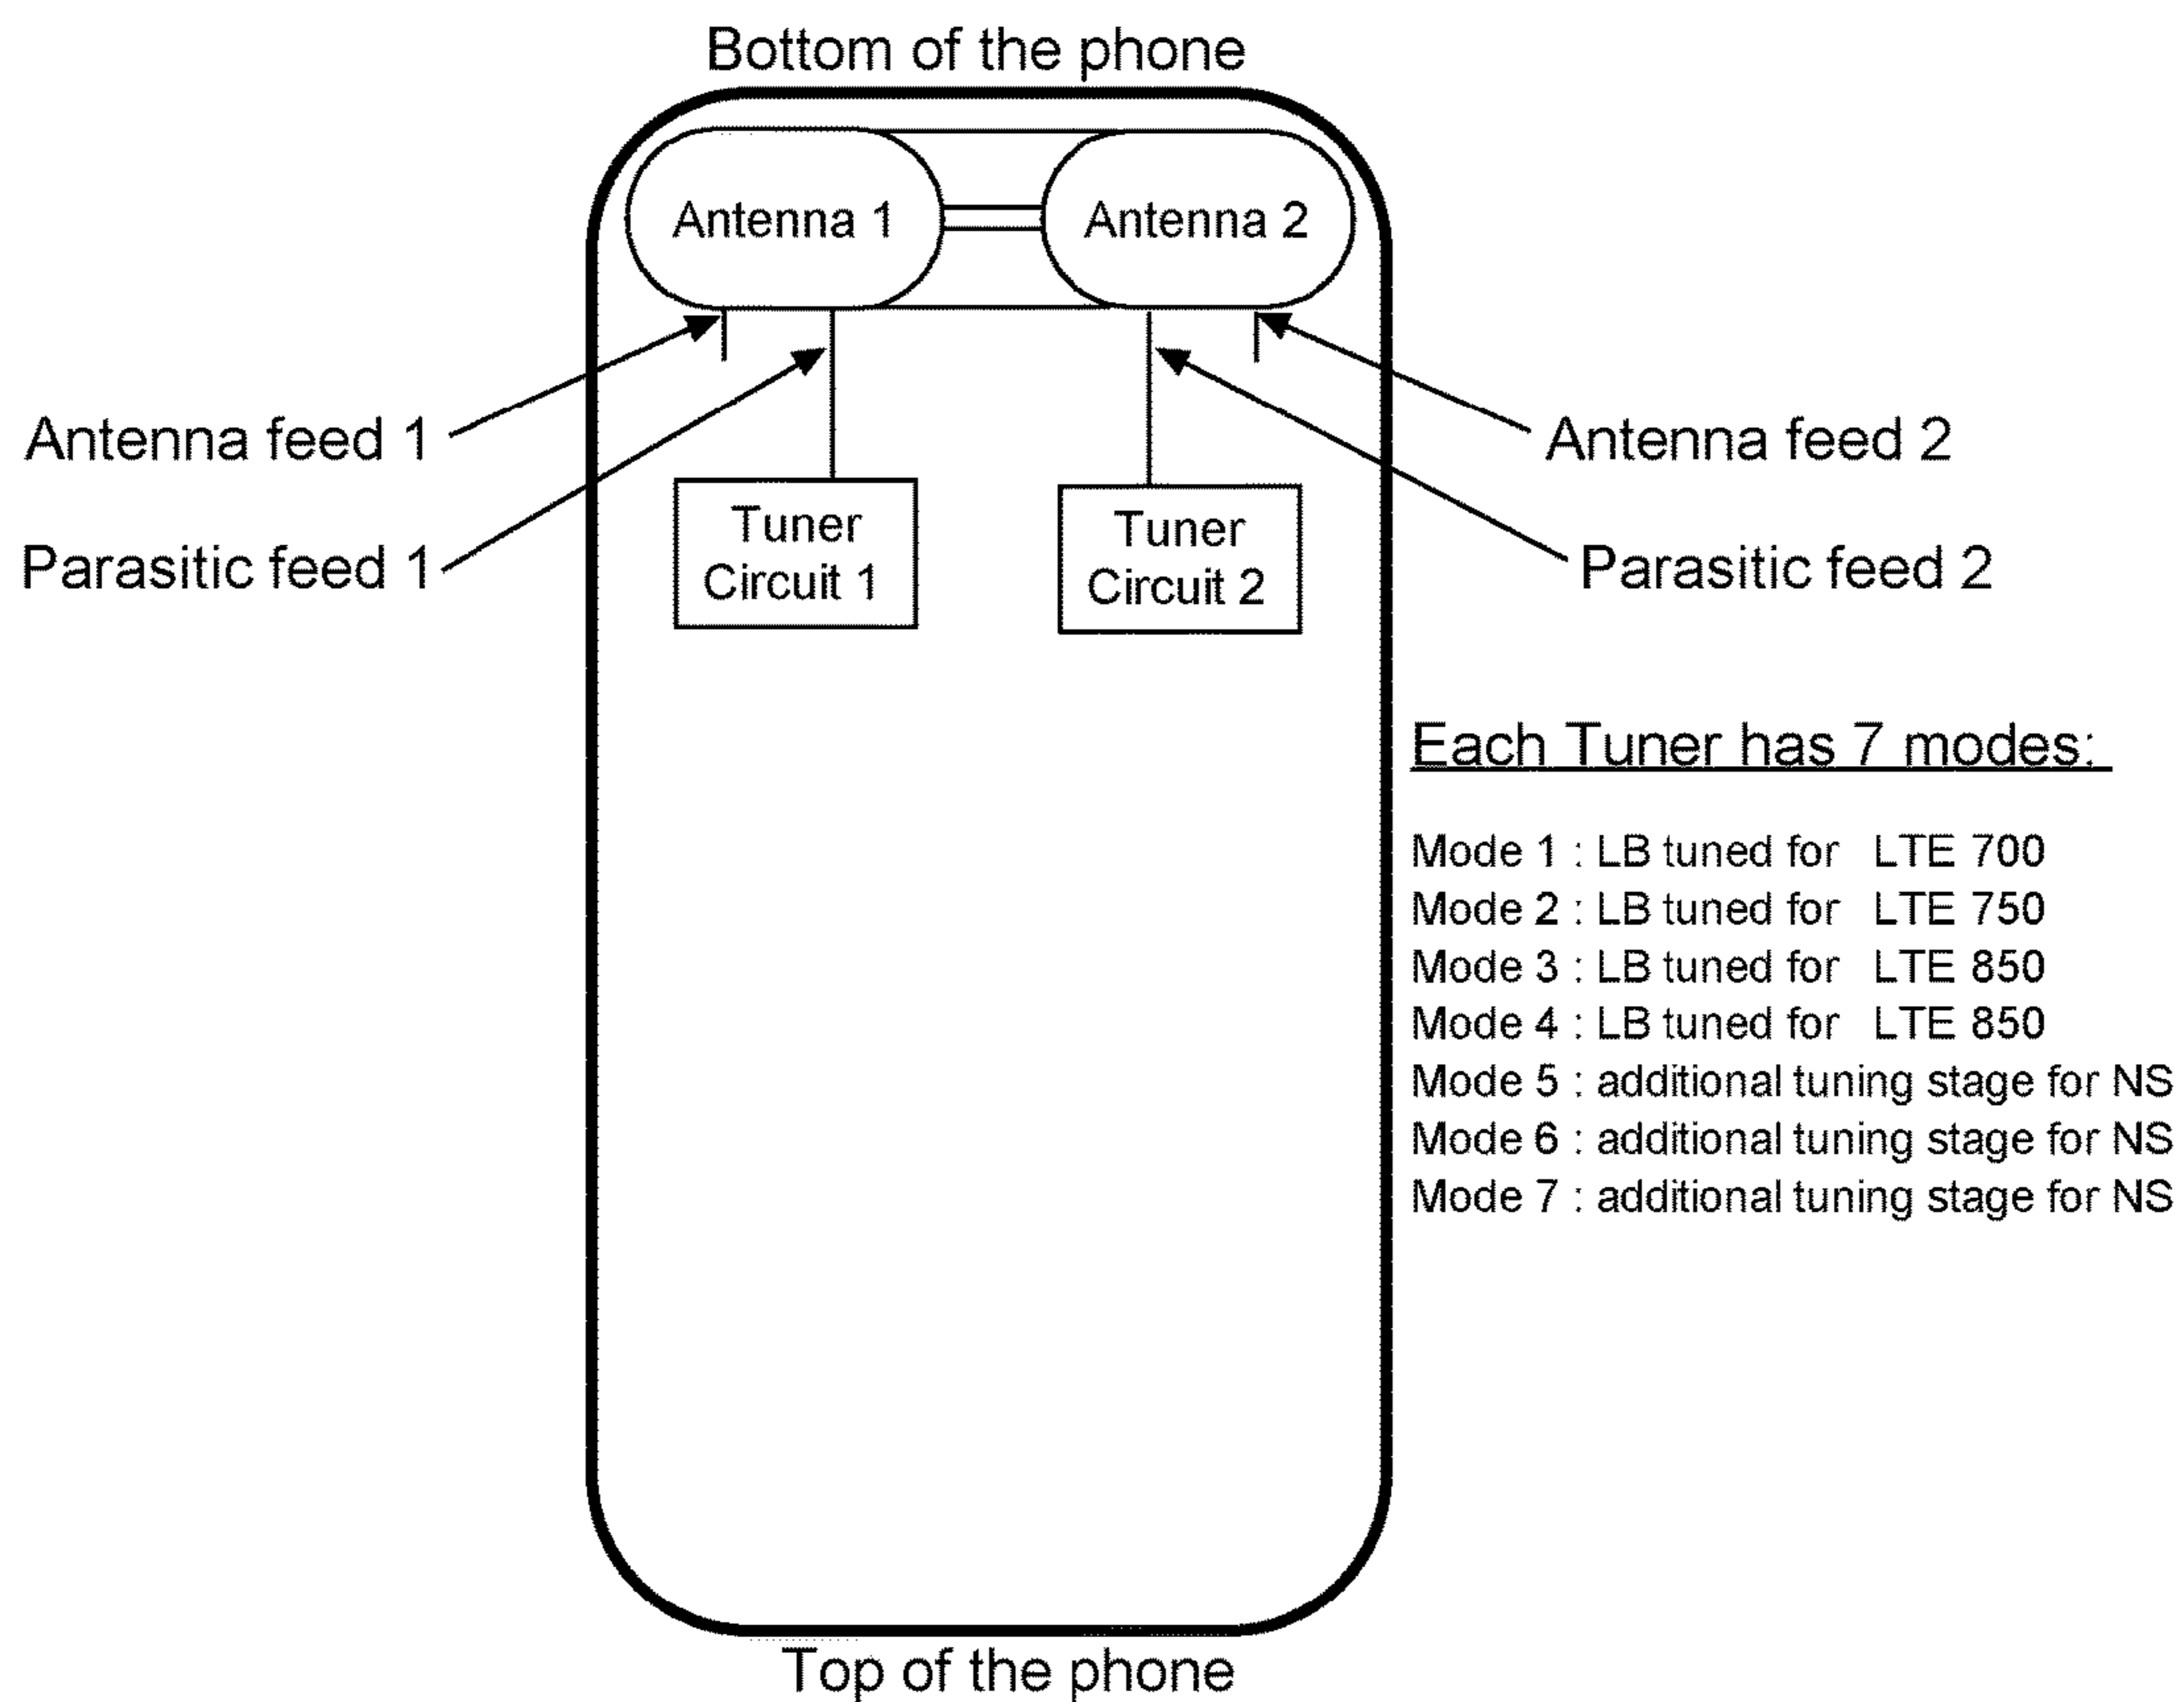 Bottom of the phone
Antenna 1
Antenna 2
Antenna feed 1
Antenna feed 2
Parasitic feed 1
Parasitic feed 2
Tuner
Circuit 1
Tuner
Circuit 2
Each Tuner has 7 modes:
Mode 1 : LB tuned for LTE 700
Mode 2 : LB tuned for LTE 750
Mode 3 : LB tuned for LTE 850
Mode 4 : LB tuned for LTE 850
Mode 5 : additional tuning stage for NS
Mode 6 : additional tuning stage for NS
Mode 7 : additional tuning stage for NS
Top of the phone